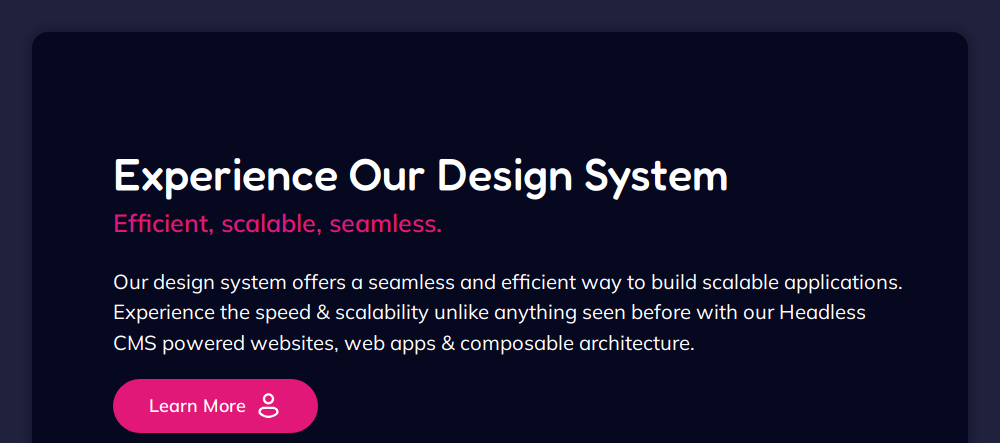 Experience Our Design System
Efficient, scalable, seamless.
Our design system offers a seamless and efficient way to build scalable applications.
Experience the speed & scalability unlike anything seen before with our Headless
CMS powered websites, web apps & composable architecture.
Learn More